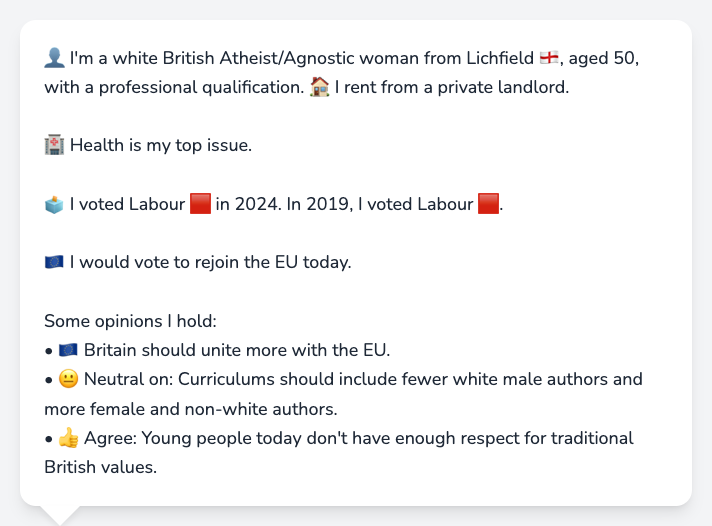 👤 I'm a white British Atheist/Agnostic woman from Lichfield 🏴󠁧󠁢󠁥󠁮󠁧󠁿, aged 50,
with a professional qualification. 🏠 I rent from a private landlord.
🏥 Health is my top issue.
🗳️ I voted Labour 🟥 in 2024. In 2019, I voted Labour 🟥.
🇪🇺 I would vote to rejoin the EU today.
Some opinions I hold:
• 🇪🇺 Britain should unite more with the EU.
• 😐 Neutral on: Curriculums should include fewer white male authors and
more female and non-white authors.
• 👍 Agree: Young people today don't have enough respect for traditional
British values.